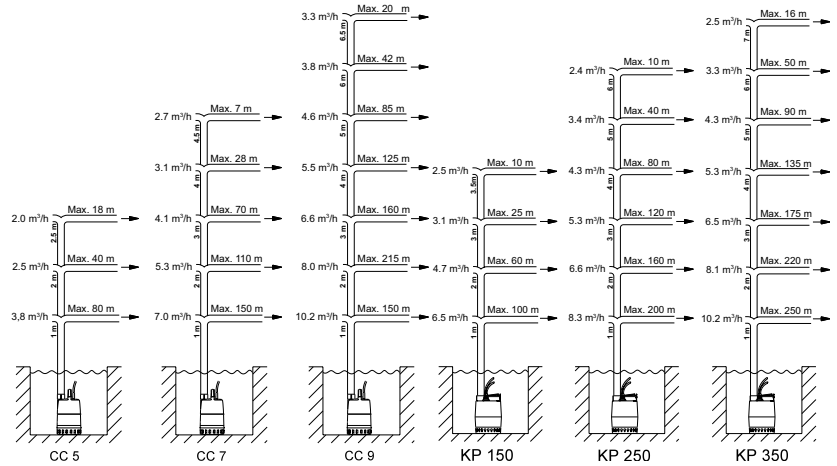 2.0 m³/h Max. 18 m
2.5 m
2.5 m³/h Max. 40 m
2 m
3,8 m³/h Max. 80 m
1 m
CC 5
2.7 m³/h Max. 7 m
4.5 m
3.1 m³/h Max. 28 m
4 m
4.1 m³/h Max. 70 m
3 m
5.3 m³/h Max. 110 m
2 m
7.0 m³/h Max. 150 m
1 m
CC 7
3.3 m³/h Max. 20 m
6.5 m
3.8 m³/h Max. 42 m
6 m
4.6 m³/h Max. 85 m
5 m
5.5 m³/h Max. 125 m
4 m
6.6 m³/h Max. 160 m
3 m
8.0 m³/h Max. 215 m
2 m
10.2 m³/h Max. 150 m
1 m
CC 9
2.5 m³/h Max. 10 m
3.5m
3.1 m³/h Max. 25 m
3 m
4.7 m³/h Max. 60 m
2 m
6.5 m³/h Max. 100 m
1 m
KP 150
2.4 m³/h Max. 10 m
6 m
3.4 m³/h Max. 40 m
5 m
4.3 m³/h Max. 80 m
4 m
5.3 m³/h Max. 120 m
3 m
6.6 m³/h Max. 160 m
2 m
8.3 m³/h Max. 200 m
1 m
KP 250
2.5 m³/h Max. 16 m
7 m
3.3 m³/h Max. 50 m
6 m
4.3 m³/h Max. 90 m
5 m
5.3 m³/h Max. 135 m
4 m
6.5 m³/h Max. 175 m
3 m
8.1 m³/h Max. 220 m
2 m
10.2 m³/h Max. 250 m
1 m
KP 350